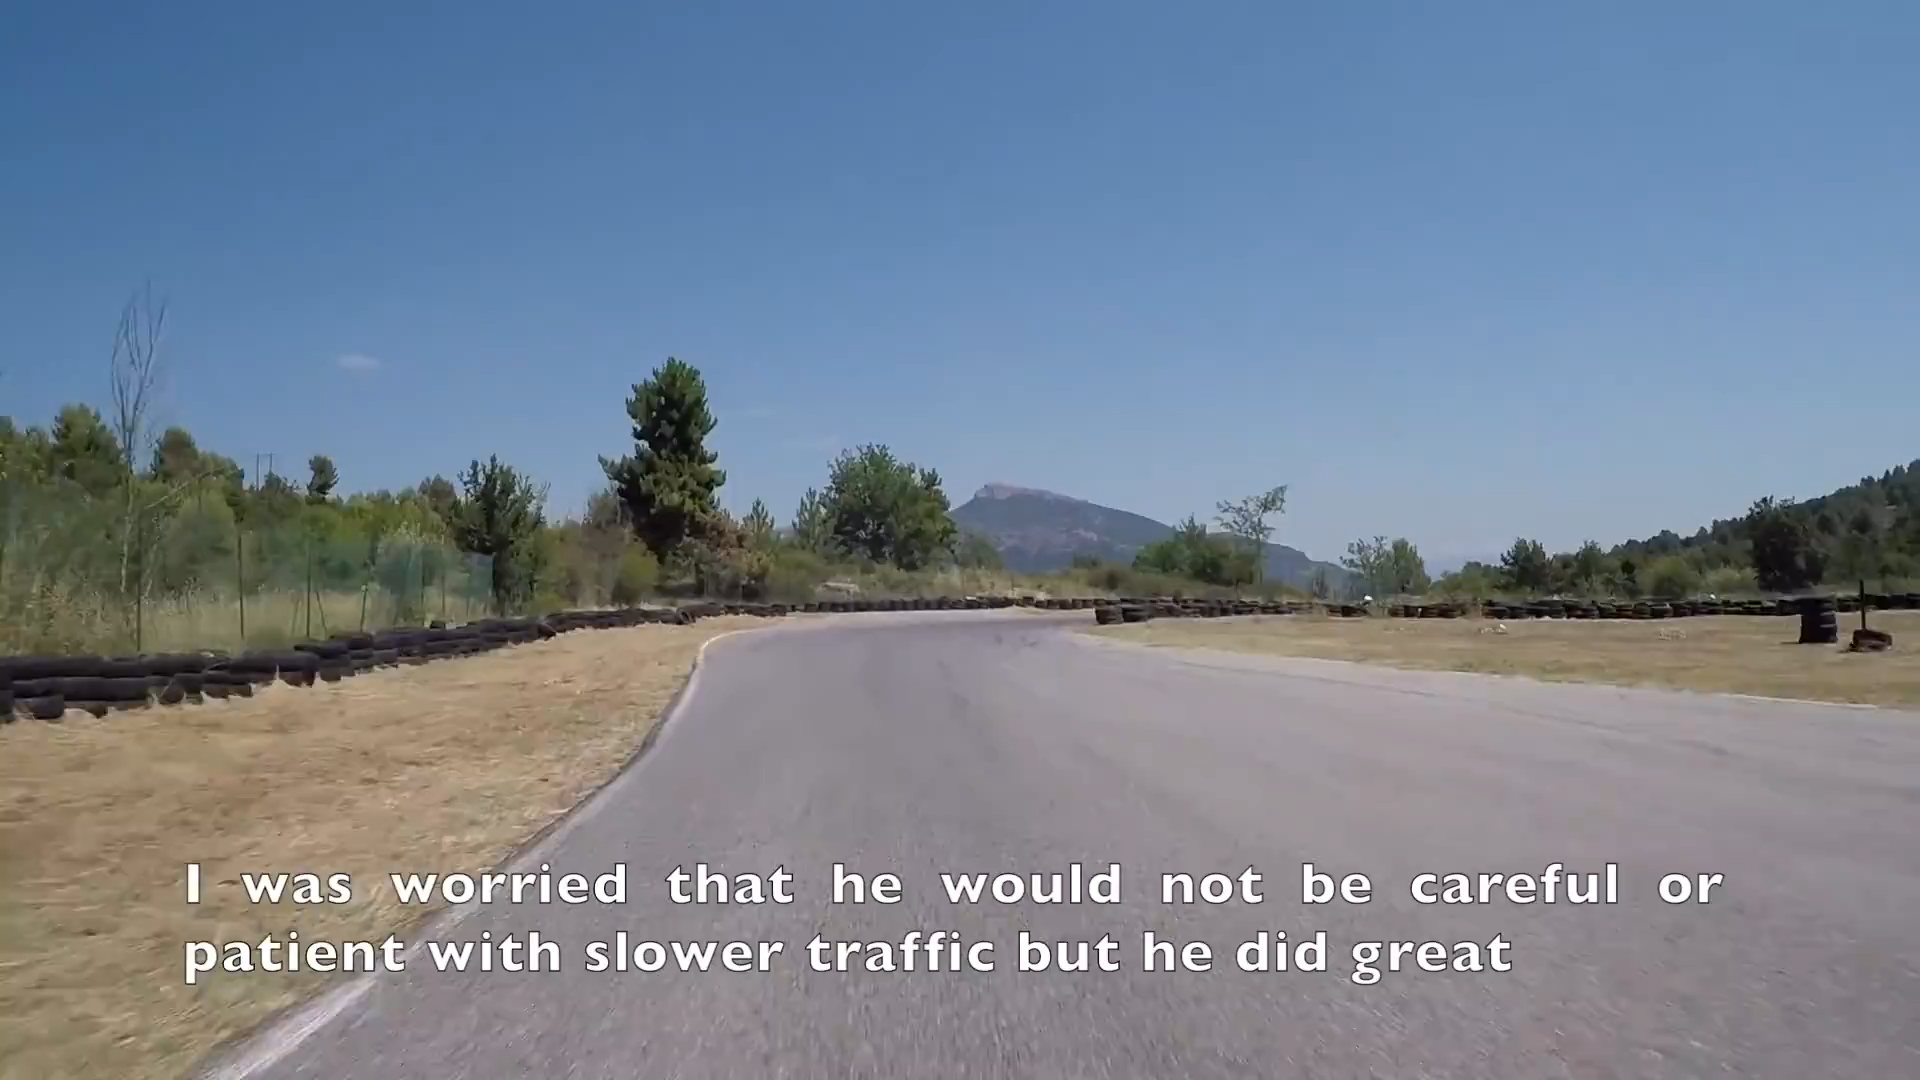 I was worried that he would not be careful or
patient with slower traffic but he did great